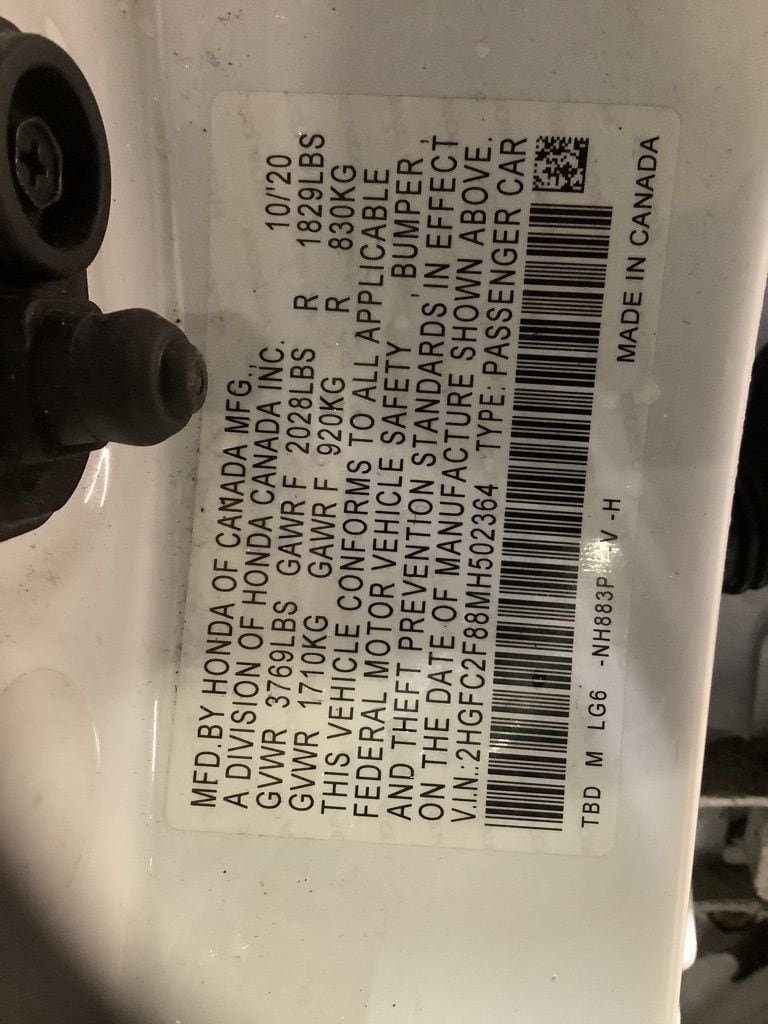 MFD.BY HONDA OF CANADA MFG.,
A DIVISION OF HONDA CANADA INC. 10/'20
GVWR 3769LBS GAWR F 2028LBS R 1829LBS
GVWR 1710KG GAWR F 920KG R 830KG
THIS VEHICLE CONFORMS TO ALL APPLICABLE
FEDERAL MOTOR VEHICLE SAFETY , BUMPER ,
AND THEFT PREVENTION STANDARDS IN EFFECT
ON THE DATE OF MANUFACTURE SHOWN ABOVE.
V.I.N.:2HGFC2F88MH502364 TYPE: PASSENGER CAR
TBD M LG6 -NH883P -V -H
MADE IN CANADA